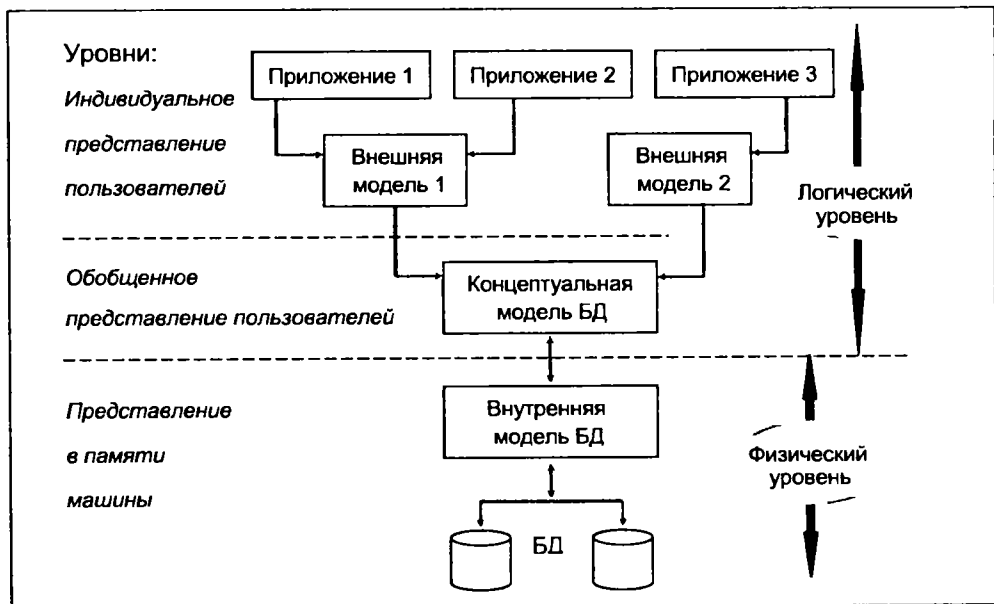 Уровни:
Приложение 1
Приложение 2
Приложение 3
Индивидуальное
представление
пользователей
Внешняя
модель 1
Внешняя
модель 2
Логический
уровень
Обобщенное
представление пользователей
Концептуальная
модель БД
Представление
в памяти
машины
Внутренняя
модель БД
Физический
уровень
БД